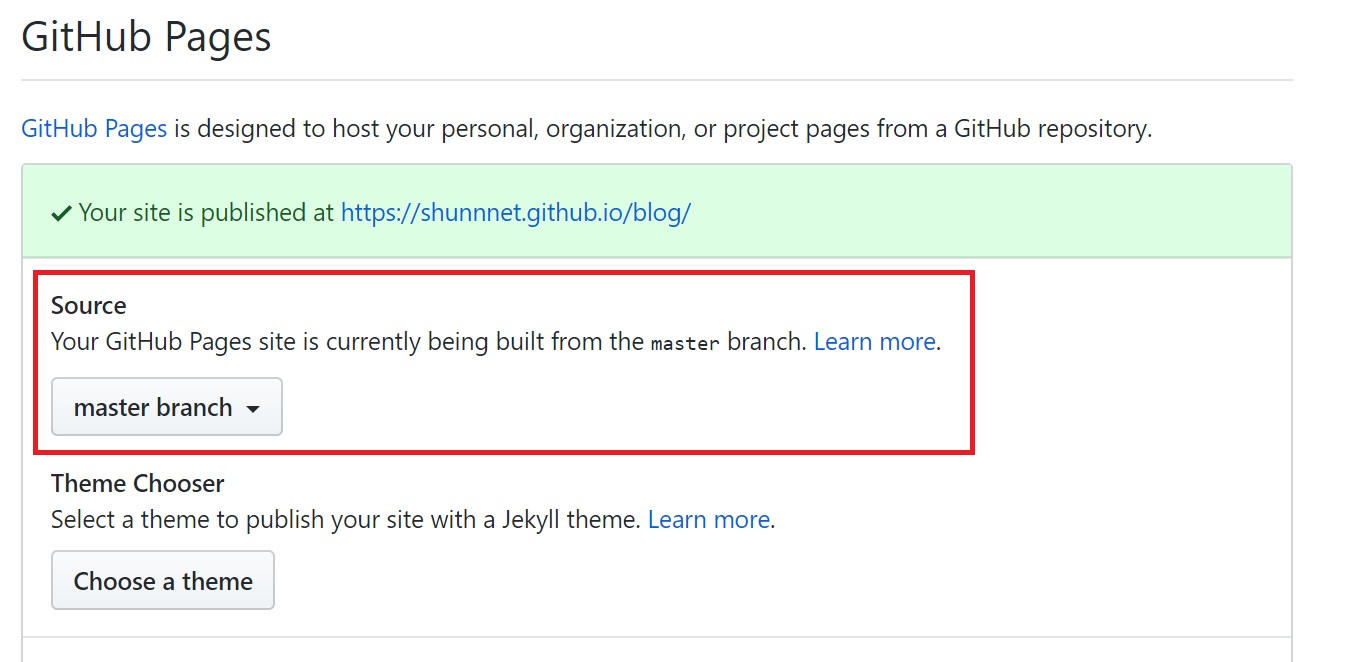 GitHub Pages
GitHub Pages is designed to host your personal, organization, or project pages from a GitHub repository.
✓ Your site is published at https://shunnnet.github.io/blog/
Source
Your GitHub Pages site is currently being built from the master branch. Learn more.
master branch
Theme Chooser
Select a theme to publish your site with a Jekyll theme. Learn more.
Choose a theme